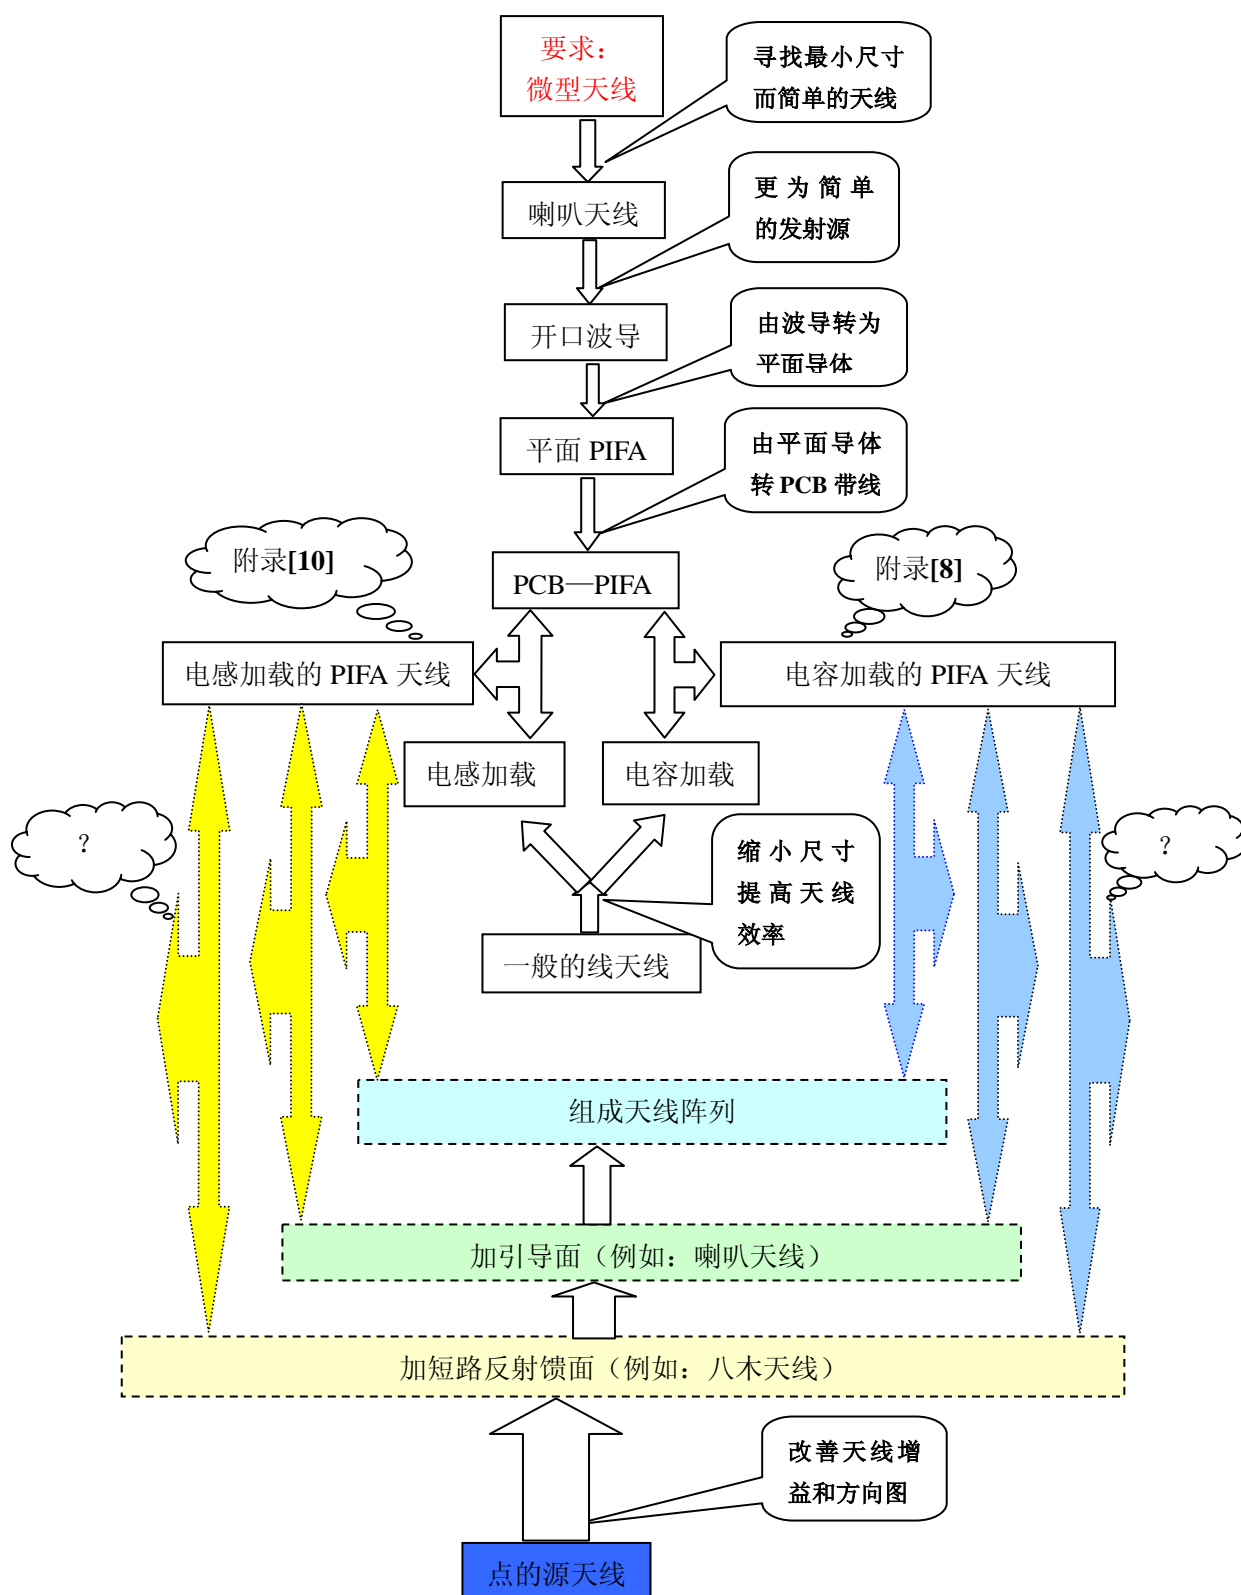 要求：
微型天线
寻找最小尺寸
而简单的天线
喇叭天线
更为简单
的发射源
开口波导
由波导转为
平面导体
平面 PIFA
由平面导体
转 PCB 带线
附录[10]
PCB—PIFA
附录[8]
电感加载的 PIFA 天线
电容加载的 PIFA 天线
电感加载
电容加载
？
？
缩小尺寸
提高天线
效率
一般的线天线
组成天线阵列
加引导面（例如：喇叭天线）
加短路反射馈面（例如：八木天线）
改善天线增
益和方向图
点的源天线